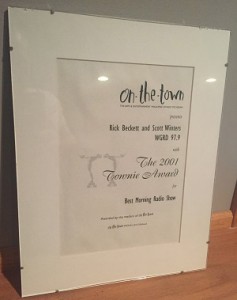 on-the-town
presents
Rick Beckett and Scott Winters
WGRD 97.9
with
The 2001
Townie Award
for
Best Morning Radio Show